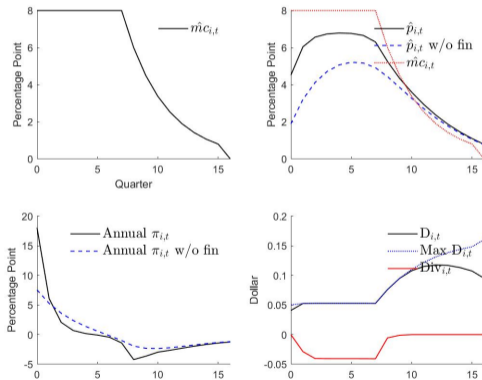 8
6
4
2
0
Percentage Point
0
5
10
15
Quarter
m̂c_{i,t}
8
6
4
2
0
Percentage Point
0
5
10
15
p̂_{i,t}
p̂_{i,t} w/o fin
m̂c_{i,t}
20
15
10
5
0
-5
Percentage Point
0
5
10
15
Annual π_{i,t}
Annual π_{i,t} w/o fin
0.2
0.15
0.1
0.05
0
-0.05
Dollar
0
5
10
15
D_{i,t}
Max D_{i,t}
Div_{i,t}